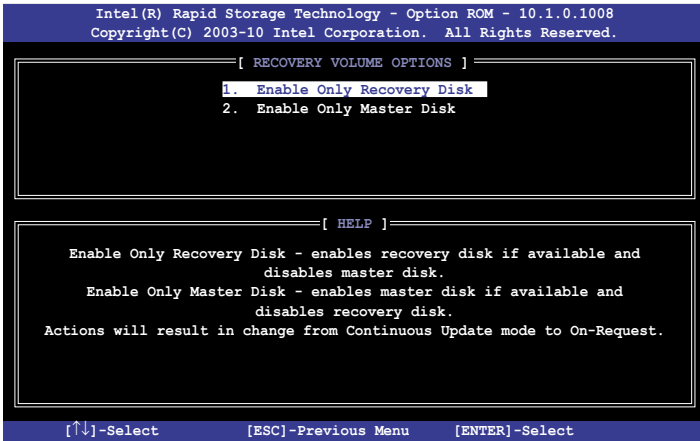 Intel(R) Rapid Storage Technology - Option ROM - 10.1.0.1008
Copyright(C) 2003-10 Intel Corporation. All Rights Reserved.
[ RECOVERY VOLUME OPTIONS ]
1. Enable Only Recovery Disk
2. Enable Only Master Disk
[ HELP ]
Enable Only Recovery Disk - enables recovery disk if available and
disables master disk.
Enable Only Master Disk - enables master disk if available and
disables recovery disk.
Actions will result in change from Continuous Update mode to On-Request.
[↑↓]-Select [ESC]-Previous Menu [ENTER]-Select